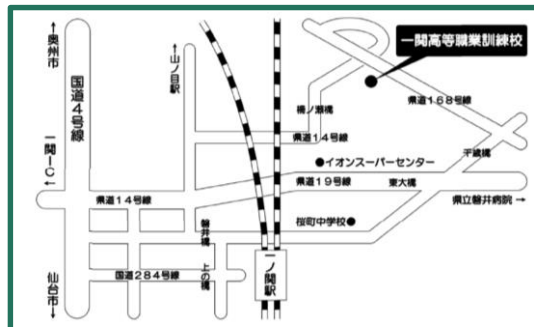 ←奥州市
国道4号線
←山ノ目駅
一関高等職業訓練校
県道168号線
槻ノ瀬橋
県道14号線
千歳橋
一関IC←
●イオンスーパーセンター
県道19号線
東大橋
県道14号線
県立磐井病院→
磐井橋
桜町中学校●
上の橋
国道284号線
一ノ関駅
仙台市→